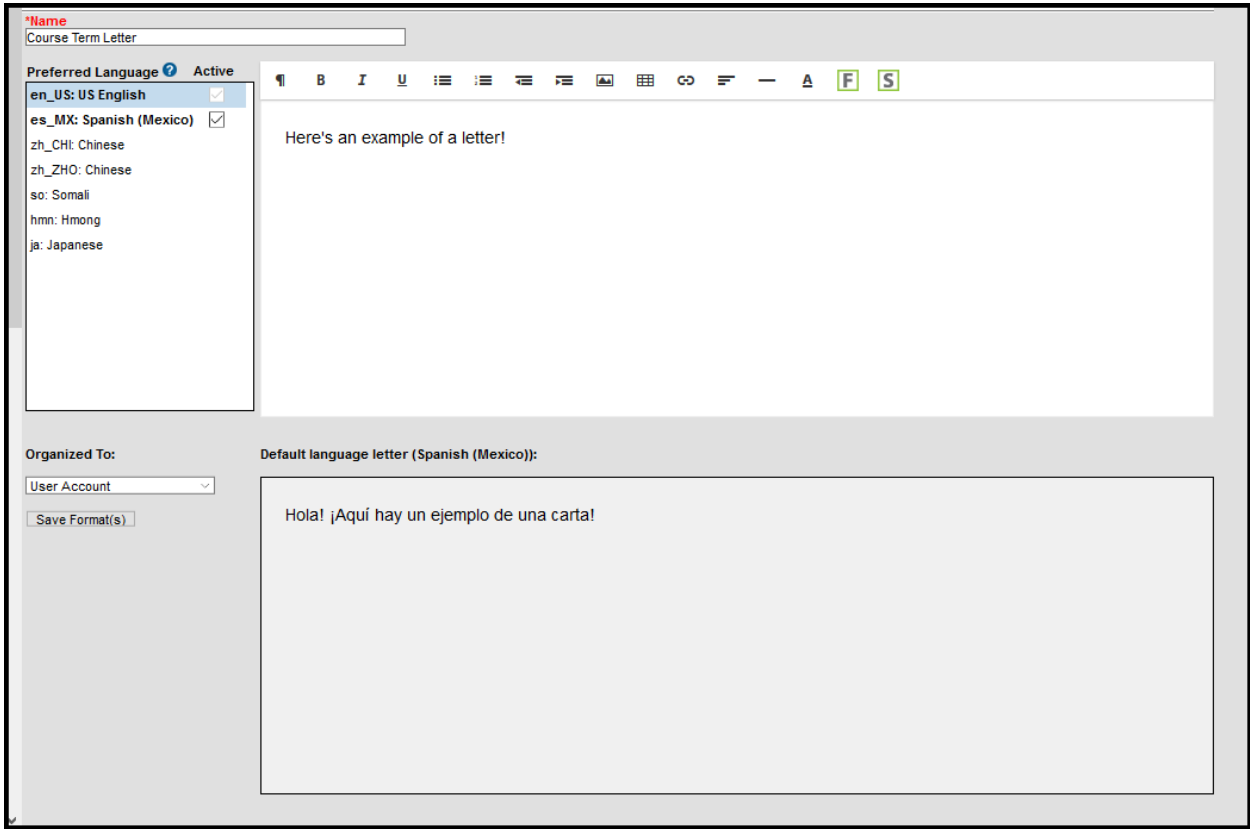 *Name
Course Term Letter
Preferred Language ? Active
en_US: US English
es_MX: Spanish (Mexico)
zh_CHI: Chinese
zh_ZHO: Chinese
so: Somali
hmn: Hmong
ja: Japanese
¶ B I U A F S
Here's an example of a letter!
Organized To:
User Account
Save Format(s)
Default language letter (Spanish (Mexico)):
Hola! ¡Aquí hay un ejemplo de una carta!